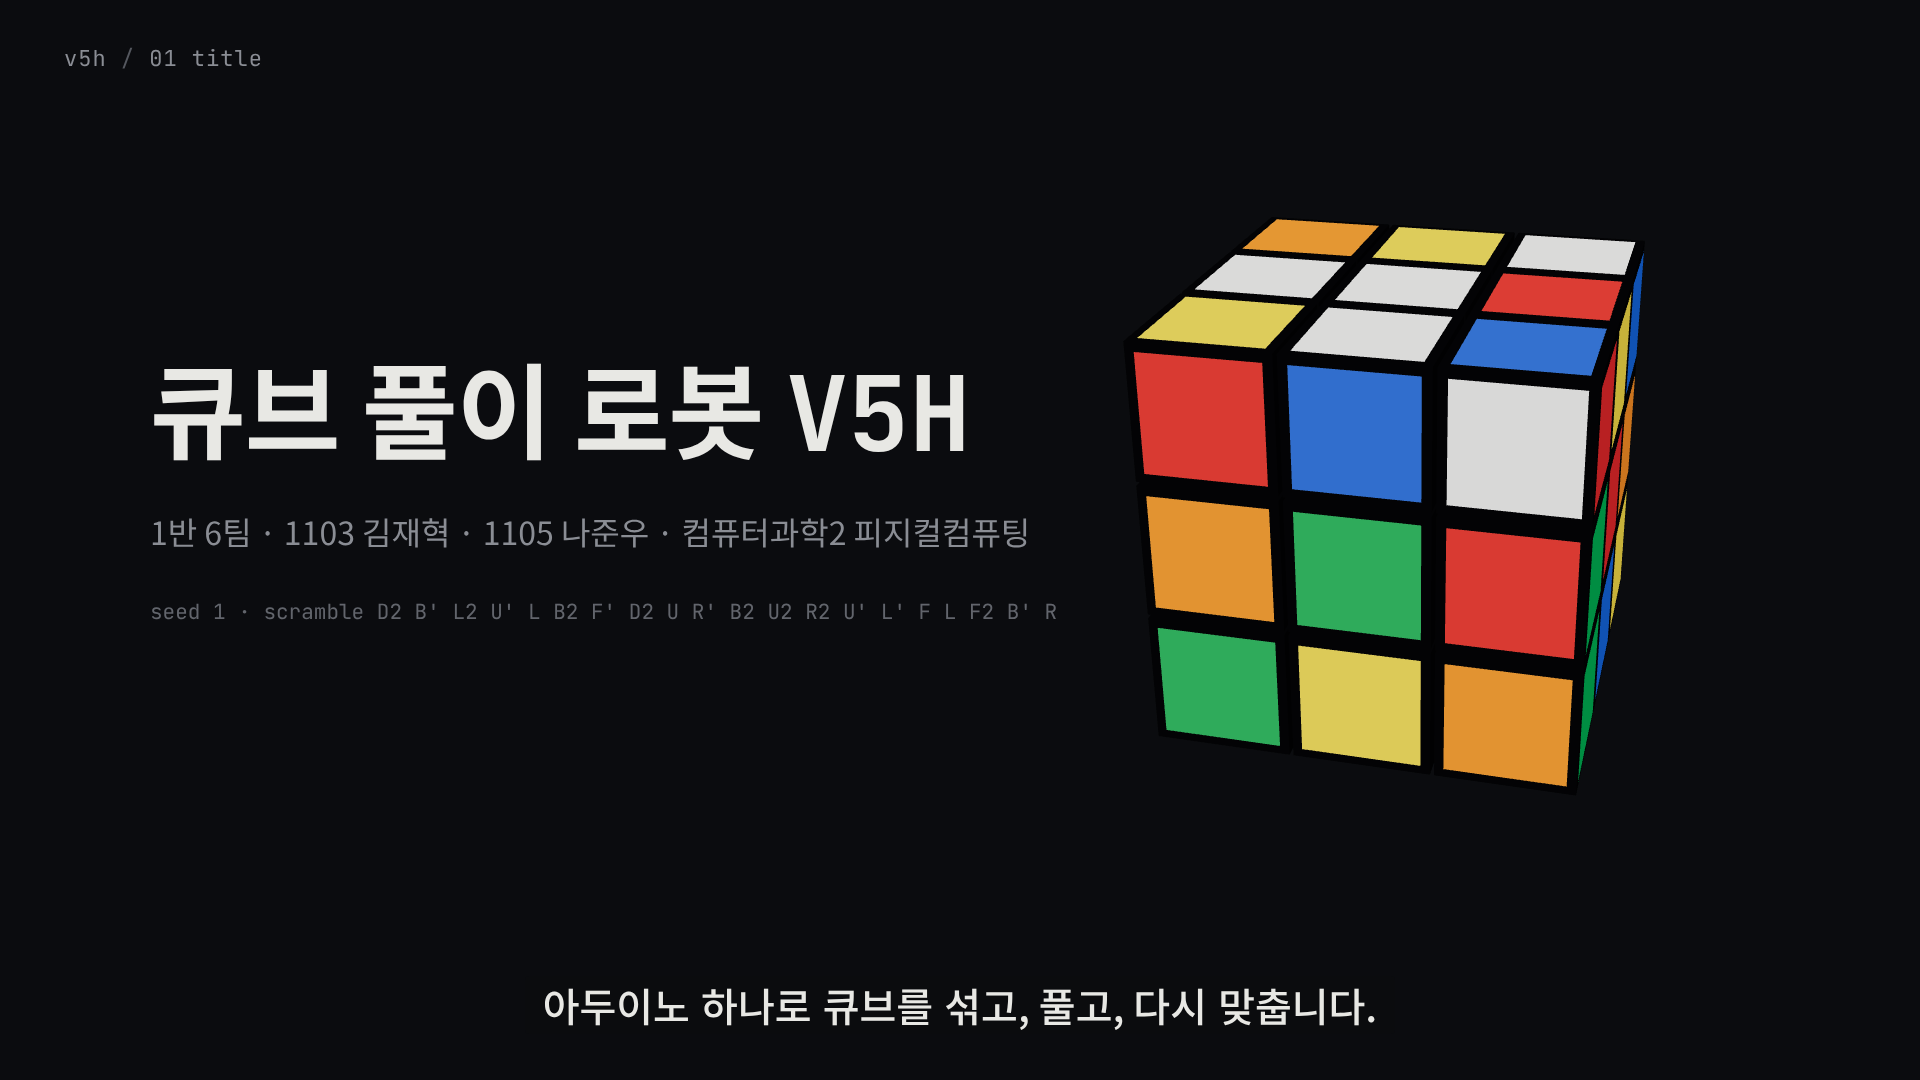 v5h / 01 title
큐브 풀이 로봇 V5H
1반 6팀 · 1103 김재혁 · 1105 나준우 · 컴퓨터과학2 피지컬컴퓨팅
seed 1 · scramble D2 B' L2 U' L B2 F' D2 U R' B2 U2 R2 U' L' F L F2 B' R
아두이노 하나로 큐브를 섞고, 풀고, 다시 맞춥니다.